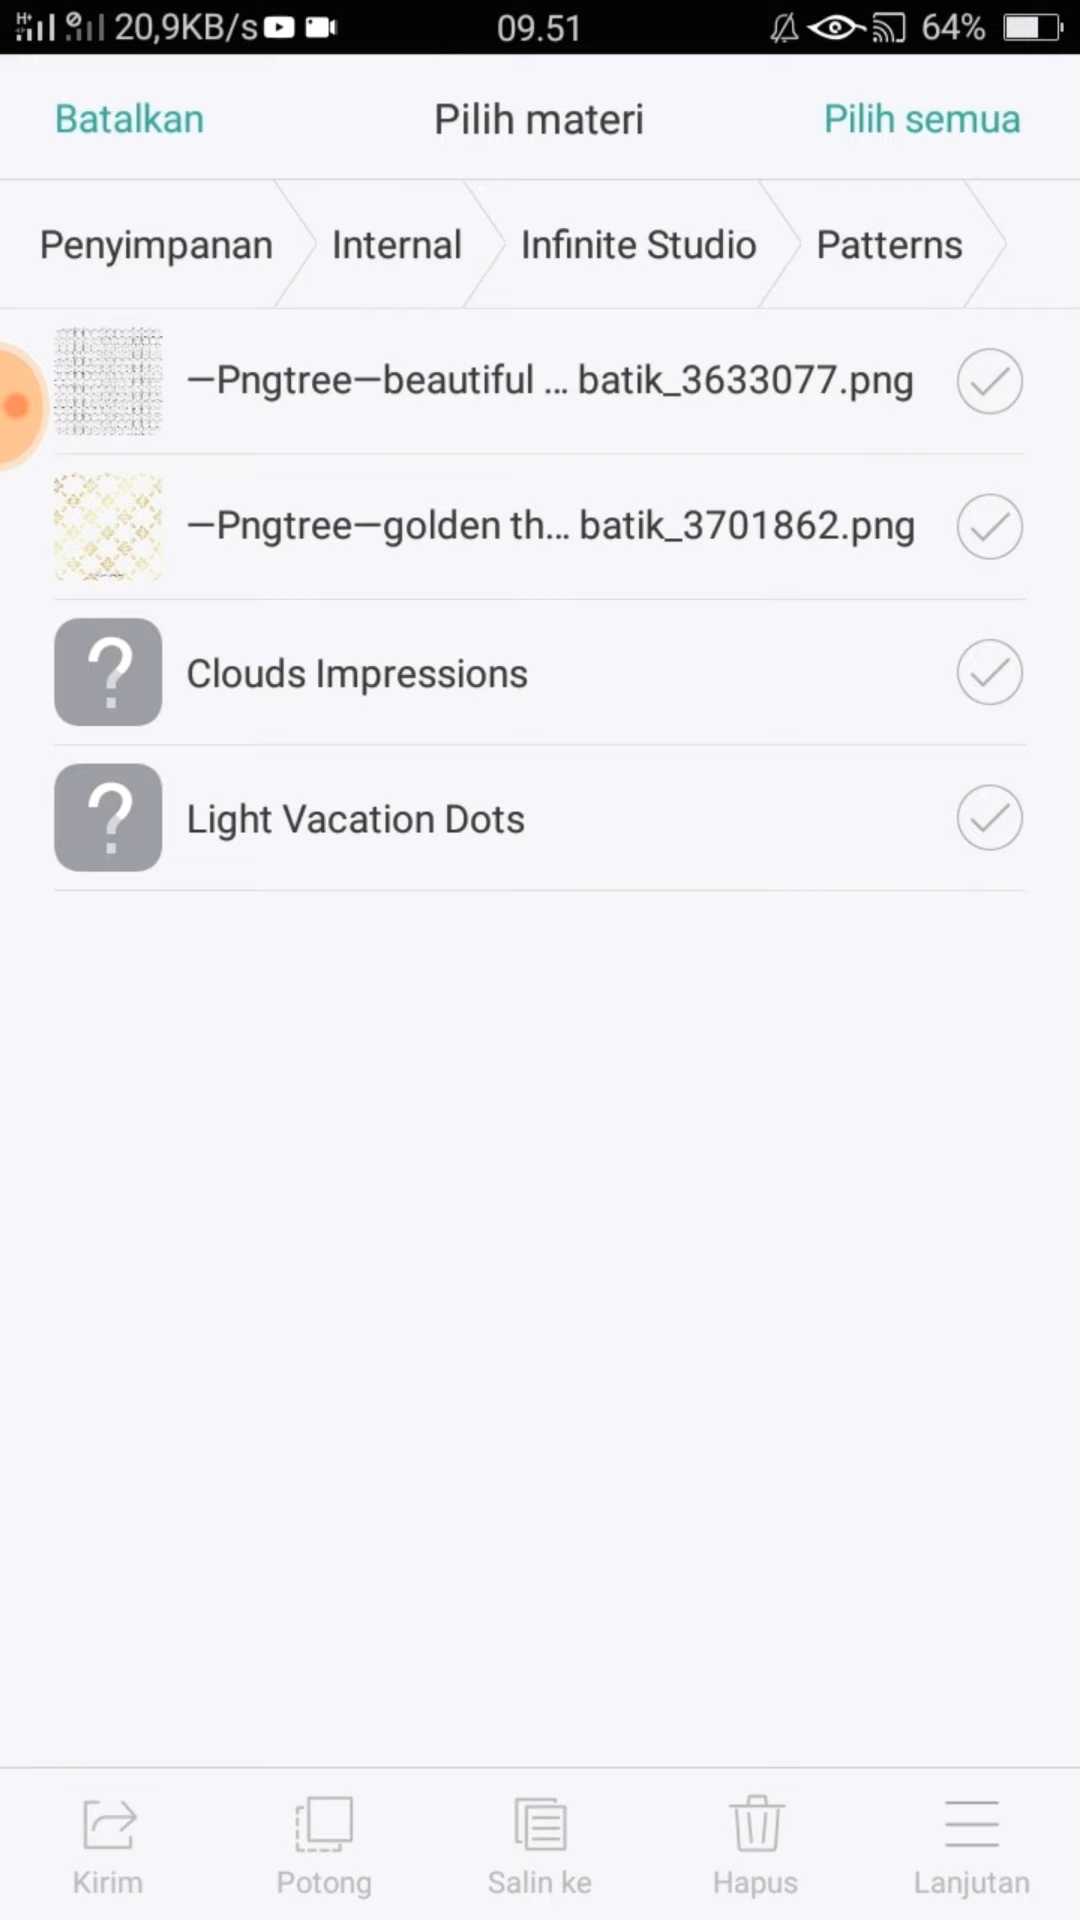 H+ 20,9KB/s 09.51 64%
Batalkan Pilih materi Pilih semua
Penyimpanan Internal Infinite Studio Patterns
—Pngtree—beautiful ... batik_3633077.png
—Pngtree—golden th... batik_3701862.png
? Clouds Impressions
? Light Vacation Dots
Kirim Potong Salin ke Hapus Lanjutan